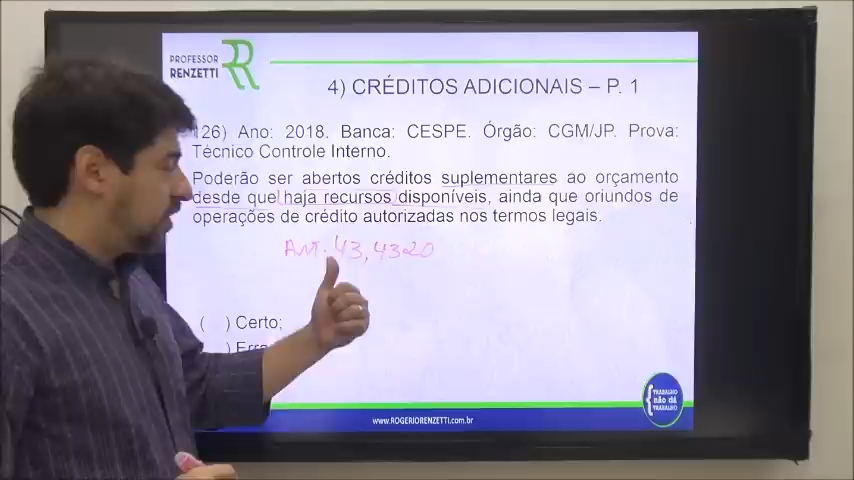 PROFESSOR
RENZETTI
4) CRÉDITOS ADICIONAIS – P. 1
126) Ano: 2018. Banca: CESPE. Órgão: CGM/JP. Prova:
Técnico Controle Interno.
Poderão ser abertos créditos suplementares ao orçamento
desde que haja recursos disponíveis, ainda que oriundos de
operações de crédito autorizadas nos termos legais.
Art. 43, 4320
( ) Certo;
) Erra
TRABALHO
não dá
TRABALHO
www.ROGERIORENZETTI.com.br